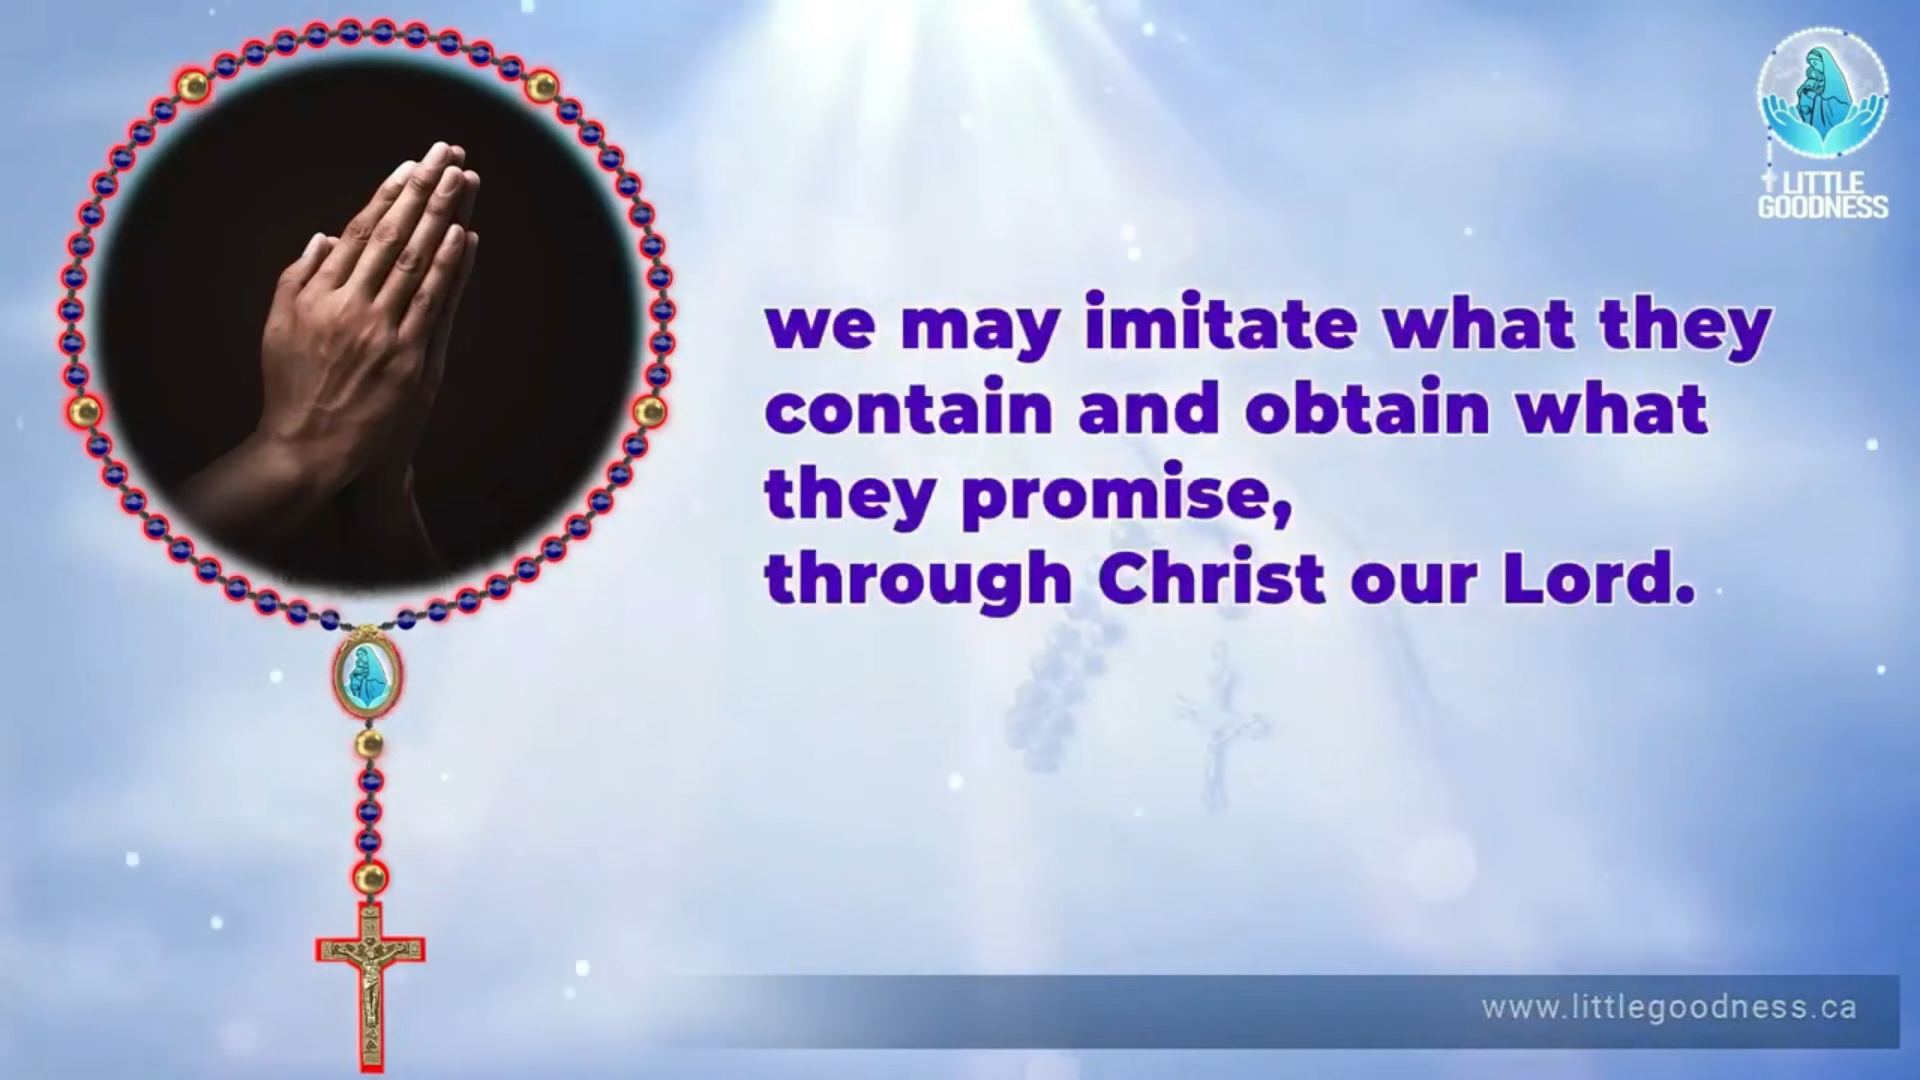 LITTLE
GOODNESS
we may imitate what they
contain and obtain what
they promise,
through Christ our Lord.
www.littlegoodness.ca